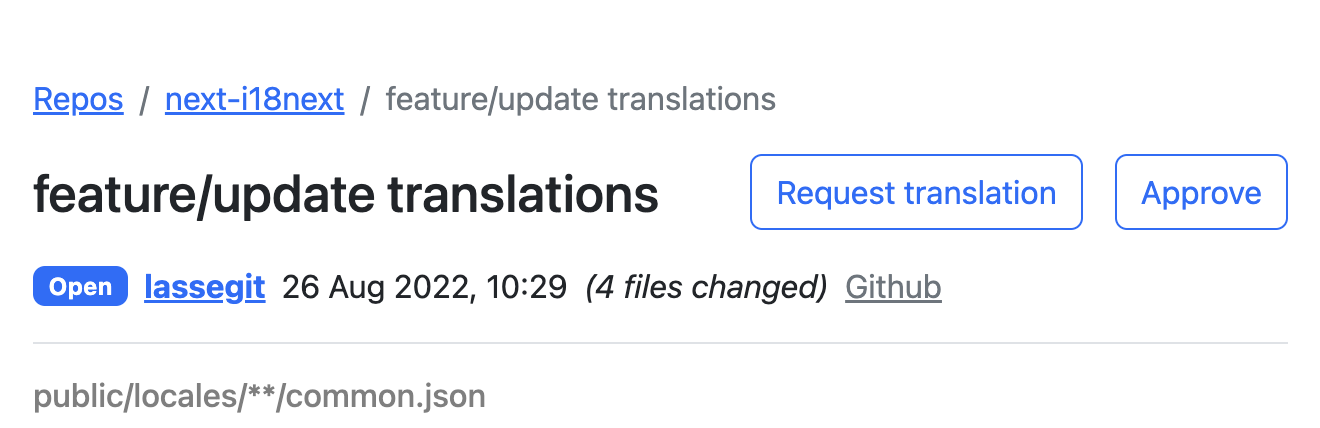 Repos / next-i18next / feature/update translations
feature/update translations Request translation Approve
Open lassegit 26 Aug 2022, 10:29 (4 files changed) Github
public/locales/**/common.json